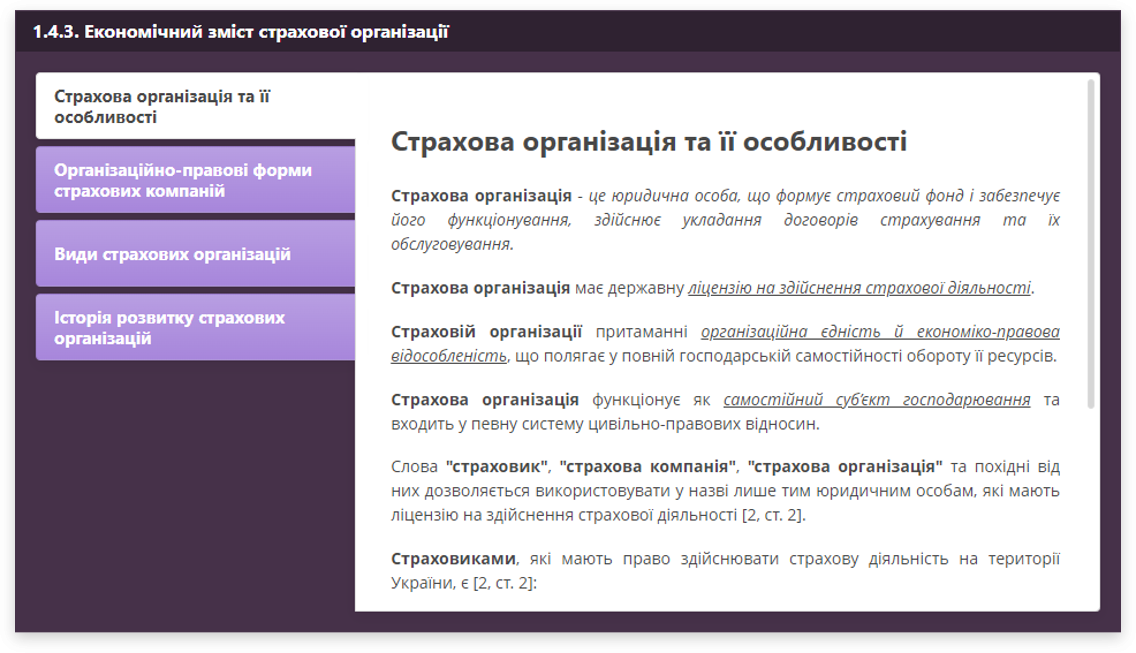 1.4.3. Економічний зміст страхової організації
Страхова організація та її
особливості
Організаційно-правові форми
страхових компаній
Види страхових організацій
Історія розвитку страхових
організацій
Страхова організація та її особливості
Страхова організація - це юридична особа, що формує страховий фонд і забезпечує
його функціонування, здійснює укладання договорів страхування та їх
обслуговування.
Страхова організація має державну ліцензію на здійснення страхової діяльності.
Страховій організації притаманні організаційна єдність й економіко-правова
відособленість, що полягає у повній господарській самостійності обороту її ресурсів.
Страхова організація функціонує як самостійний суб'єкт господарювання та
входить у певну систему цивільно-правових відносин.
Слова "страховик", "страхова компанія", "страхова організація" та похідні від
них дозволяється використовувати у назві лише тим юридичним особам, які мають
ліцензію на здійснення страхової діяльності [2, ст. 2].
Страховиками, які мають право здійснювати страхову діяльність на території
України, є [2, ст. 2]: